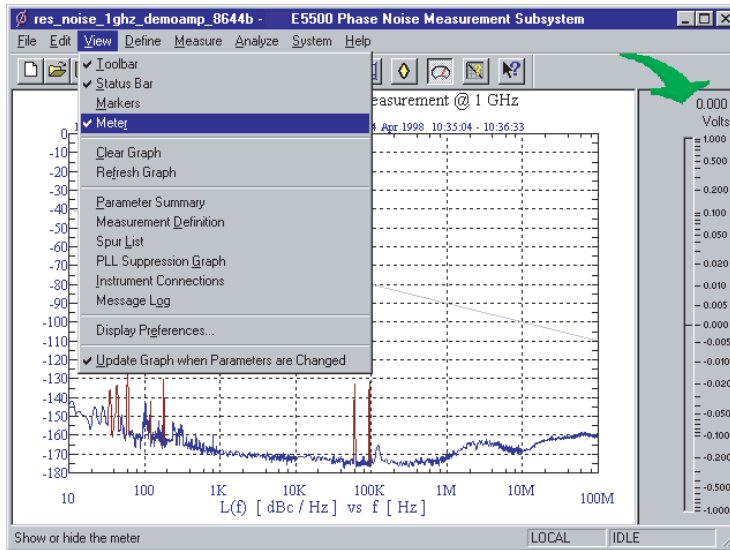 res_noise_1ghz_demoamp_8644b - E5500 Phase Noise Measurement Subsystem
File Edit View Define Measure Analyze System Help
Toolbar
Status Bar
Markers
Meter
Clear Graph
Refresh Graph
Parameter Summary
Measurement Definition
Spur List
PLL Suppression Graph
Instrument Connections
Message Log
Display Preferences...
Update Graph when Parameters are Changed
easurement @ 1 GHz
Apr 1998 10:35:04 - 10:36:33
0
-10
-20
-30
-40
-50
-60
-70
-80
-90
-100
-110
-120
-130
-140
-150
-160
-170
-180
10 100 1K 10K 100K 1M 10M 100M
L(f) [ dBc / Hz ] vs f [ Hz ]
0.000
Volts
1.000
0.500
0.200
0.100
0.050
0.020
0.010
0.005
0.000
-0.005
-0.010
-0.020
-0.050
-0.100
-0.200
-0.500
-1.000
Show or hide the meter LOCAL IDLE